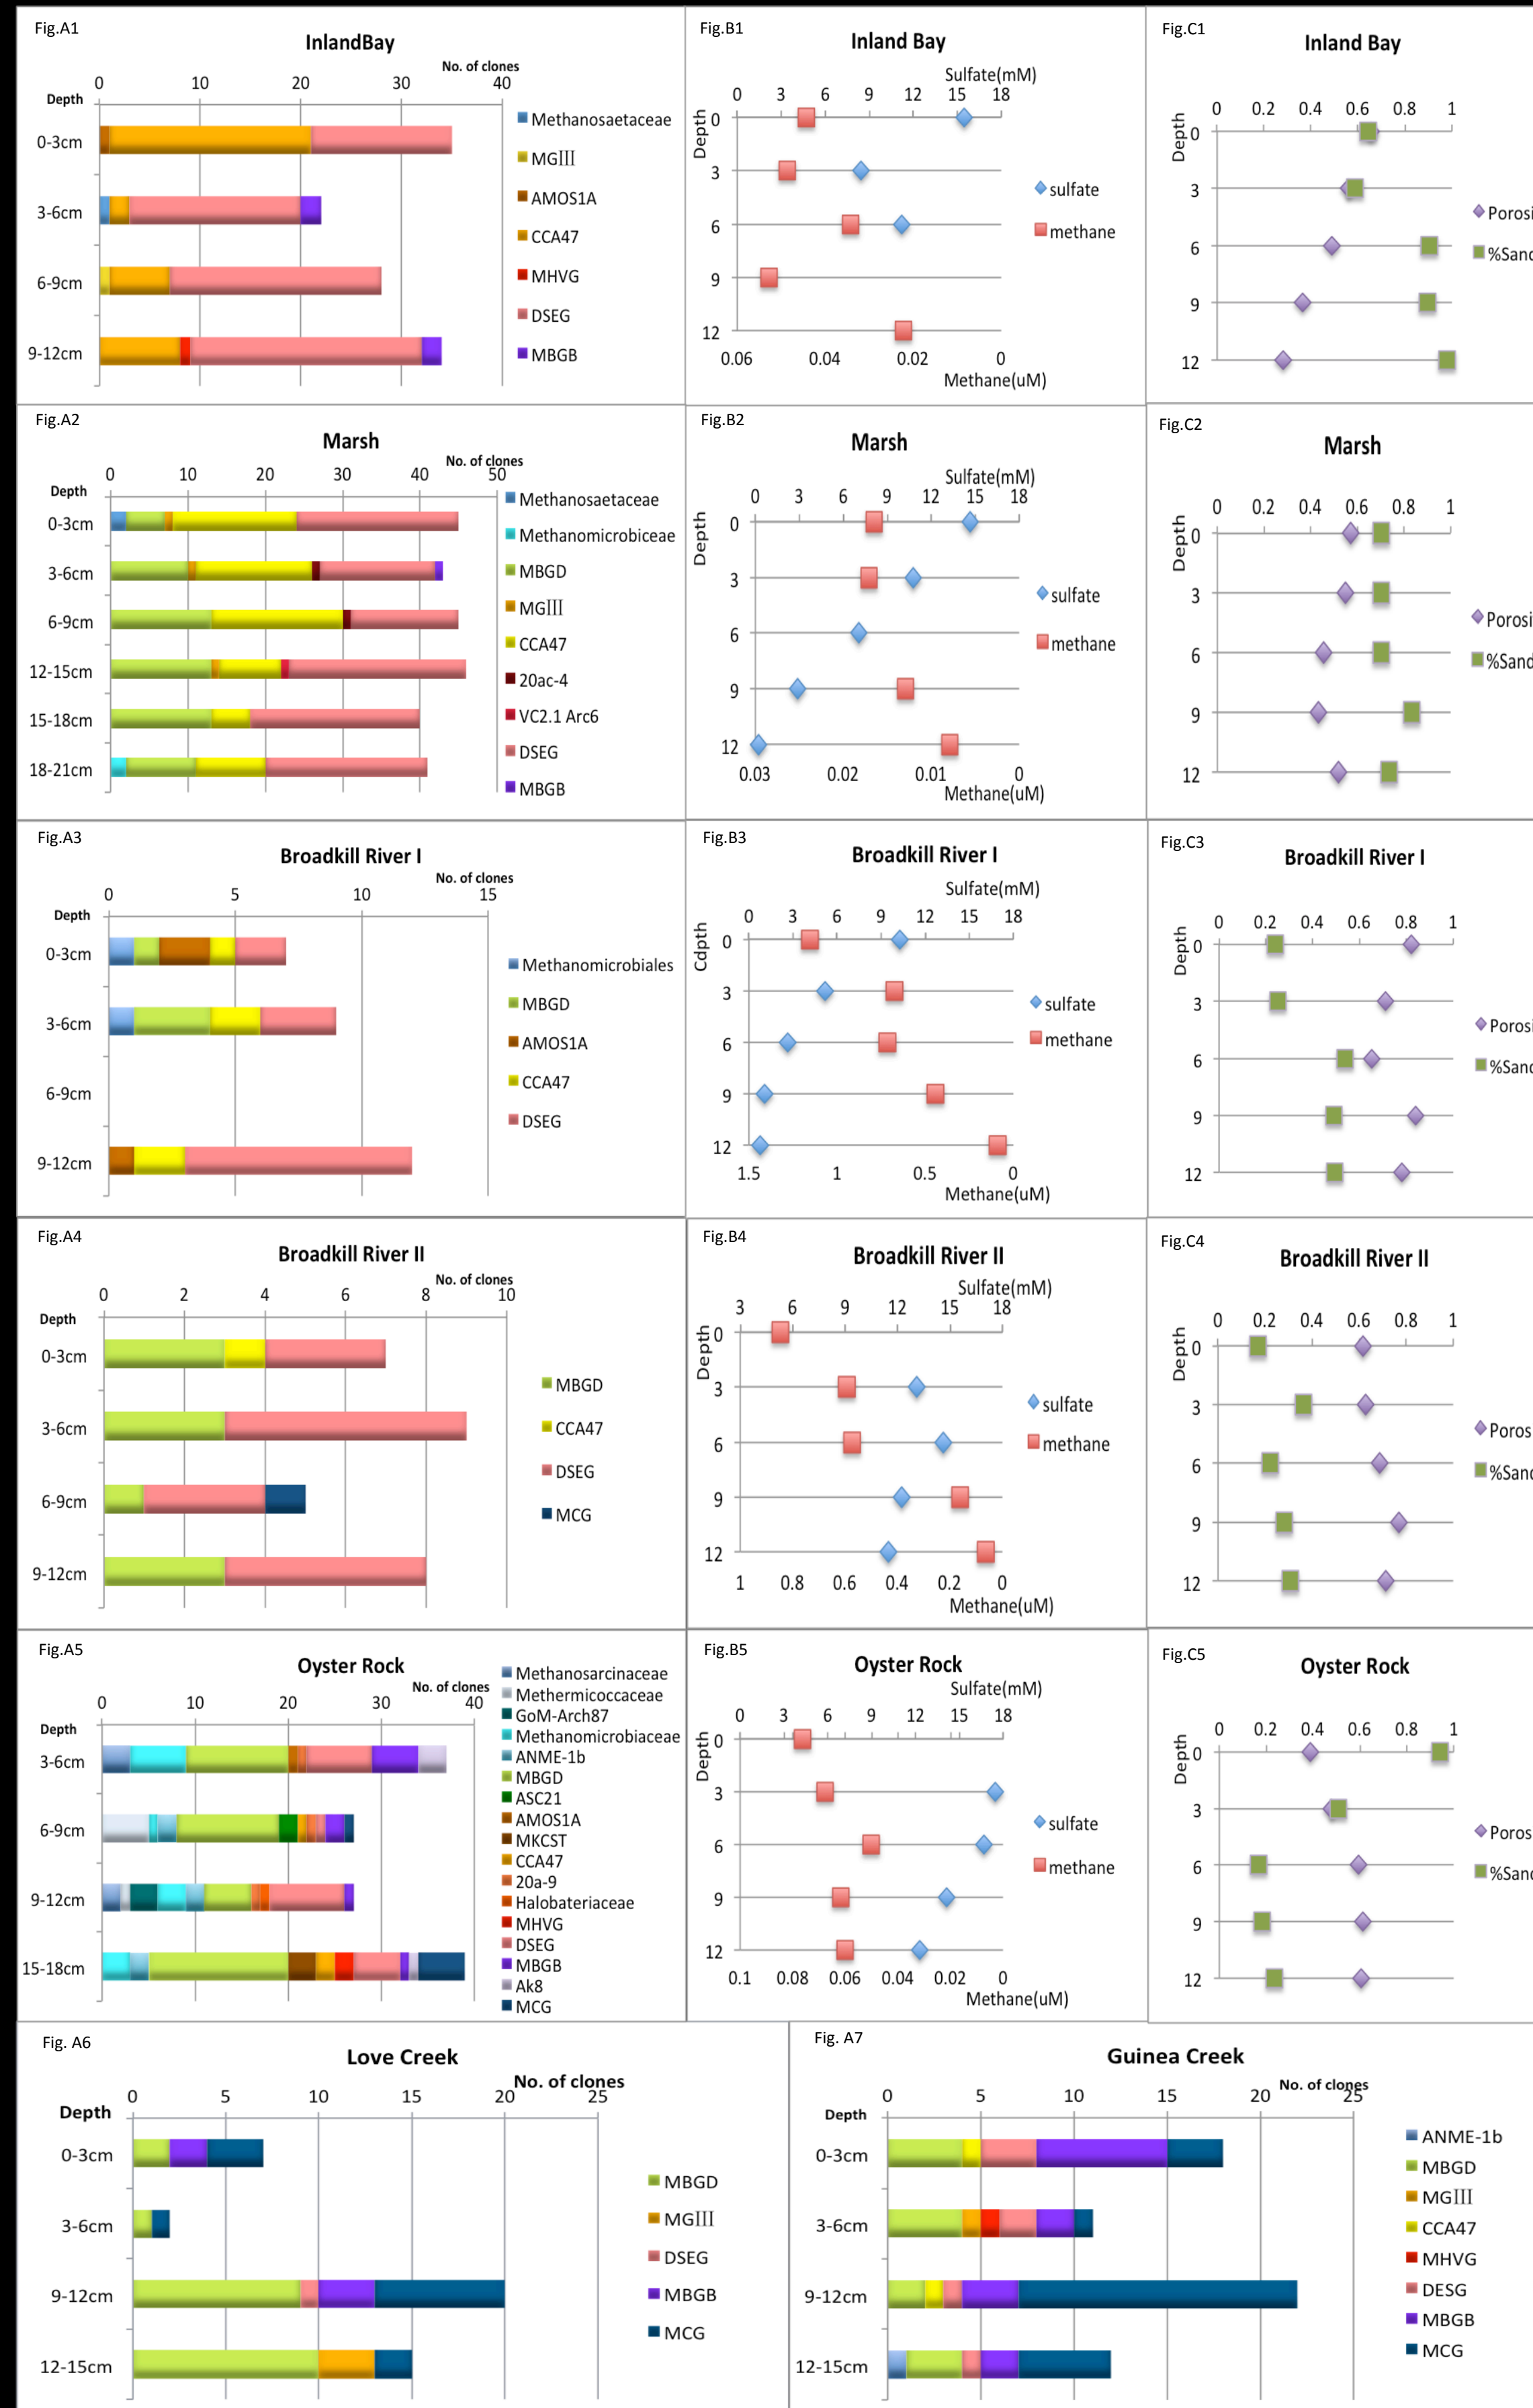 Fig.A1
InlandBay
No. of clones
0 10 20 30 40
Depth
0-3cm
3-6cm
6-9cm
9-12cm
Methanosaetaceae
MGIII
AMOS1A
CCA47
MHVG
DSEG
MBGB
Fig.B1
Inland Bay
Sulfate(mM)
0 3 6 9 12 15 18
Depth
0
3
6
9
12
0.06 0.04 0.02 0
Methane(uM)
sulfate
methane
Fig.C1
Inland Bay
0 0.2 0.4 0.6 0.8 1
Depth
0
3
6
9
12
Porosi
%Sand
Fig.A2
Marsh
No. of clones
0 10 20 30 40 50
Depth
0-3cm
3-6cm
6-9cm
12-15cm
15-18cm
18-21cm
Methanosaetaceae
Methanomicrobiceae
MBGD
MGIII
CCA47
20ac-4
VC2.1 Arc6
DSEG
MBGB
Fig.B2
Marsh
Sulfate(mM)
0 3 6 9 12 15 18
Depth
0
3
6
9
12
0.03 0.02 0.01 0
Methane(uM)
sulfate
methane
Fig.C2
Marsh
0 0.2 0.4 0.6 0.8 1
Depth
0
3
6
9
12
Porosi
%Sand
Fig.A3
Broadkill River I
No. of clones
0 5 10 15
Depth
0-3cm
3-6cm
6-9cm
9-12cm
Methanomicrobiales
MBGD
AMOS1A
CCA47
DSEG
Fig.B3
Broadkill River I
Sulfate(mM)
0 3 6 9 12 15 18
Cdpth
0
3
6
9
12
1.5 1 0.5 0
Methane(uM)
sulfate
methane
Fig.C3
Broadkill River I
0 0.2 0.4 0.6 0.8 1
Depth
0
3
6
9
12
Porosi
%Sand
Fig.A4
Broadkill River II
No. of clones
0 2 4 6 8 10
Depth
0-3cm
3-6cm
6-9cm
9-12cm
MBGD
CCA47
DSEG
MCG
Fig.B4
Broadkill River II
Sulfate(mM)
3 6 9 12 15 18
Depth
0
3
6
9
12
1 0.8 0.6 0.4 0.2 0
Methane(uM)
sulfate
methane
Fig.C4
Broadkill River II
0 0.2 0.4 0.6 0.8 1
Depth
0
3
6
9
12
Poros
%Sand
Fig.A5
Oyster Rock
No. of clones
0 10 20 30 40
Depth
3-6cm
6-9cm
9-12cm
15-18cm
Methanosarcinaceae
Methermicoccaceae
GoM-Arch87
Methanomicrobiaceae
ANME-1b
MBGD
ASC21
AMOS1A
MKCST
CCA47
20a-9
Halobateriaceae
MHVG
DSEG
MBGB
Ak8
MCG
Fig.B5
Oyster Rock
Sulfate(mM)
0 3 6 9 12 15 18
Depth
0
3
6
9
12
0.1 0.08 0.06 0.04 0.02 0
Methane(uM)
sulfate
methane
Fig.C5
Oyster Rock
0 0.2 0.4 0.6 0.8 1
Depth
0
3
6
9
12
Poros
%Sand
Fig. A6
Love Creek
No. of clones
0 5 10 15 20 25
Depth
0-3cm
3-6cm
9-12cm
12-15cm
MBGD
MGIII
DSEG
MBGB
MCG
Fig. A7
Guinea Creek
No. of clones
0 5 10 15 20 25
Depth
0-3cm
3-6cm
9-12cm
12-15cm
ANME-1b
MBGD
MGIII
CCA47
MHVG
DESG
MBGB
MCG